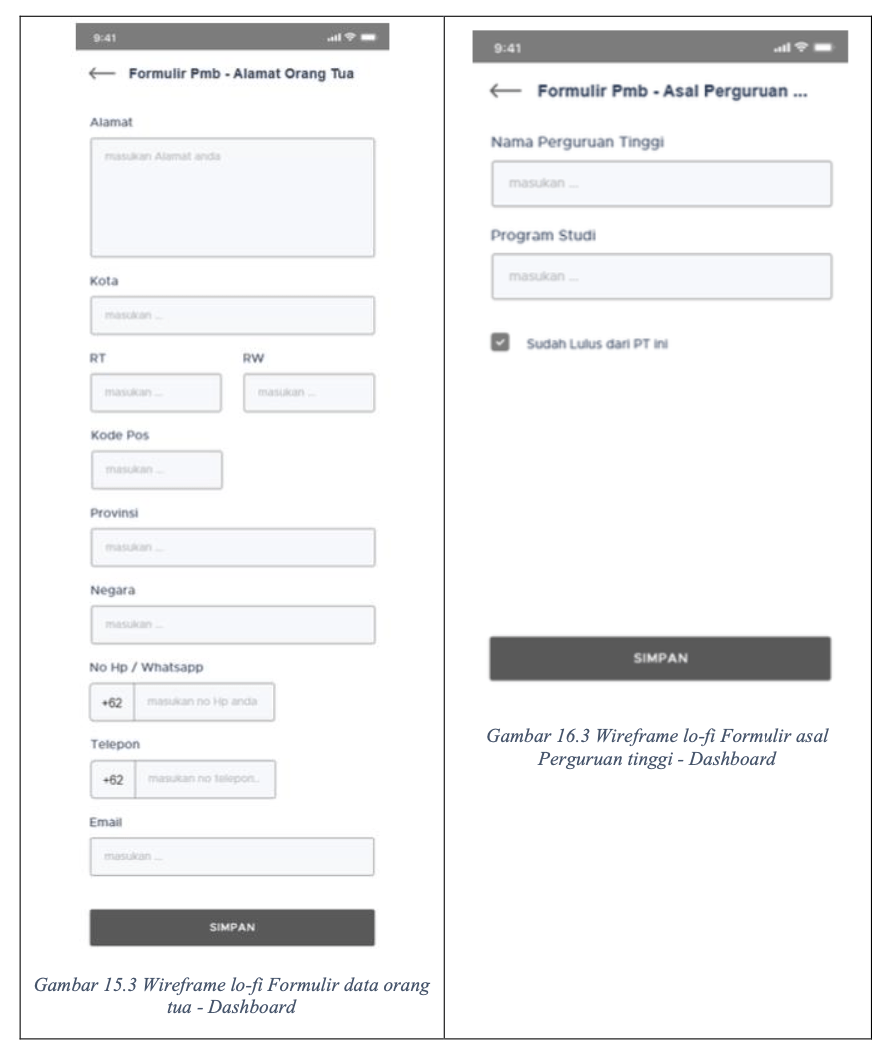 9:41
Formulir Pmb - Alamat Orang Tua
Alamat
masukan Alamat anda
Kota
masukan ...
RT
RW
masukan ...
masukan ...
Kode Pos
masukan ...
Provinsi
masukan ...
Negara
masukan ...
No Hp / Whatsapp
+62
masukan no Hp anda
Telepon
+62
masukan no telepon..
Email
masukan ...
SIMPAN
Gambar 15.3 Wireframe lo-fi Formulir data orang
tua - Dashboard
9:41
Formulir Pmb - Asal Perguruan ...
Nama Perguruan Tinggi
masukan ...
Program Studi
masukan ...
Sudah Lulus dari PT ini
SIMPAN
Gambar 16.3 Wireframe lo-fi Formulir asal
Perguruan tinggi - Dashboard